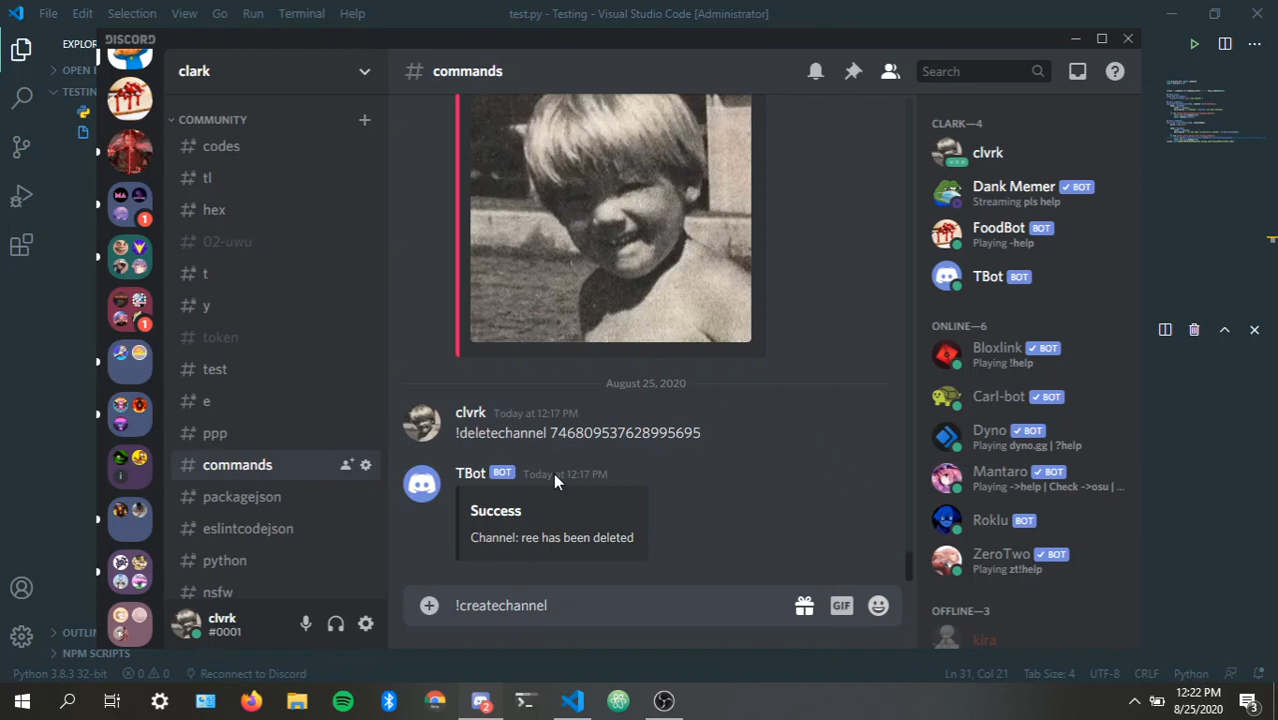 File Edit Selection View Go Run Terminal Help
test.py - Testing - Visual Studio Code [Administrator]
EXPLOR
OPEN E
TESTIN
OUTLIN
NPM SCRIPTS
DISCORD
clark
COMMUNITY
codes
tl
hex
02-uwu
t
y
token
test
e
ppp
commands
packagejson
eslintcodejson
python
nsfw
1
1
clvrk
#0001
# commands
Search
August 25, 2020
clvrk Today at 12:17 PM
!deletechannel 746809537628995695
TBot BOT Today at 12:17 PM
Success
Channel: ree has been deleted
!createchannel
GIF
CLARK—4
clvrk
Dank Memer ✓ BOT
Streaming pls help
FoodBot BOT
Playing -help
TBot BOT
ONLINE—6
Bloxlink ✓ BOT
Playing !help
Carl-bot ✓ BOT
Dyno ✓ BOT
Playing dyno.gg | ?help
Mantaro ✓ BOT
Playing ->help | Check ->osu | ...
Roklu BOT
ZeroTwo ✓ BOT
Playing zt!help
OFFLINE—3
kira
Python 3.8.3 32-bit 0 0 Reconnect to Discord
Ln 31, Col 21 Tab Size: 4 UTF-8 CRLF Python
2
12:22 PM
8/25/2020
3